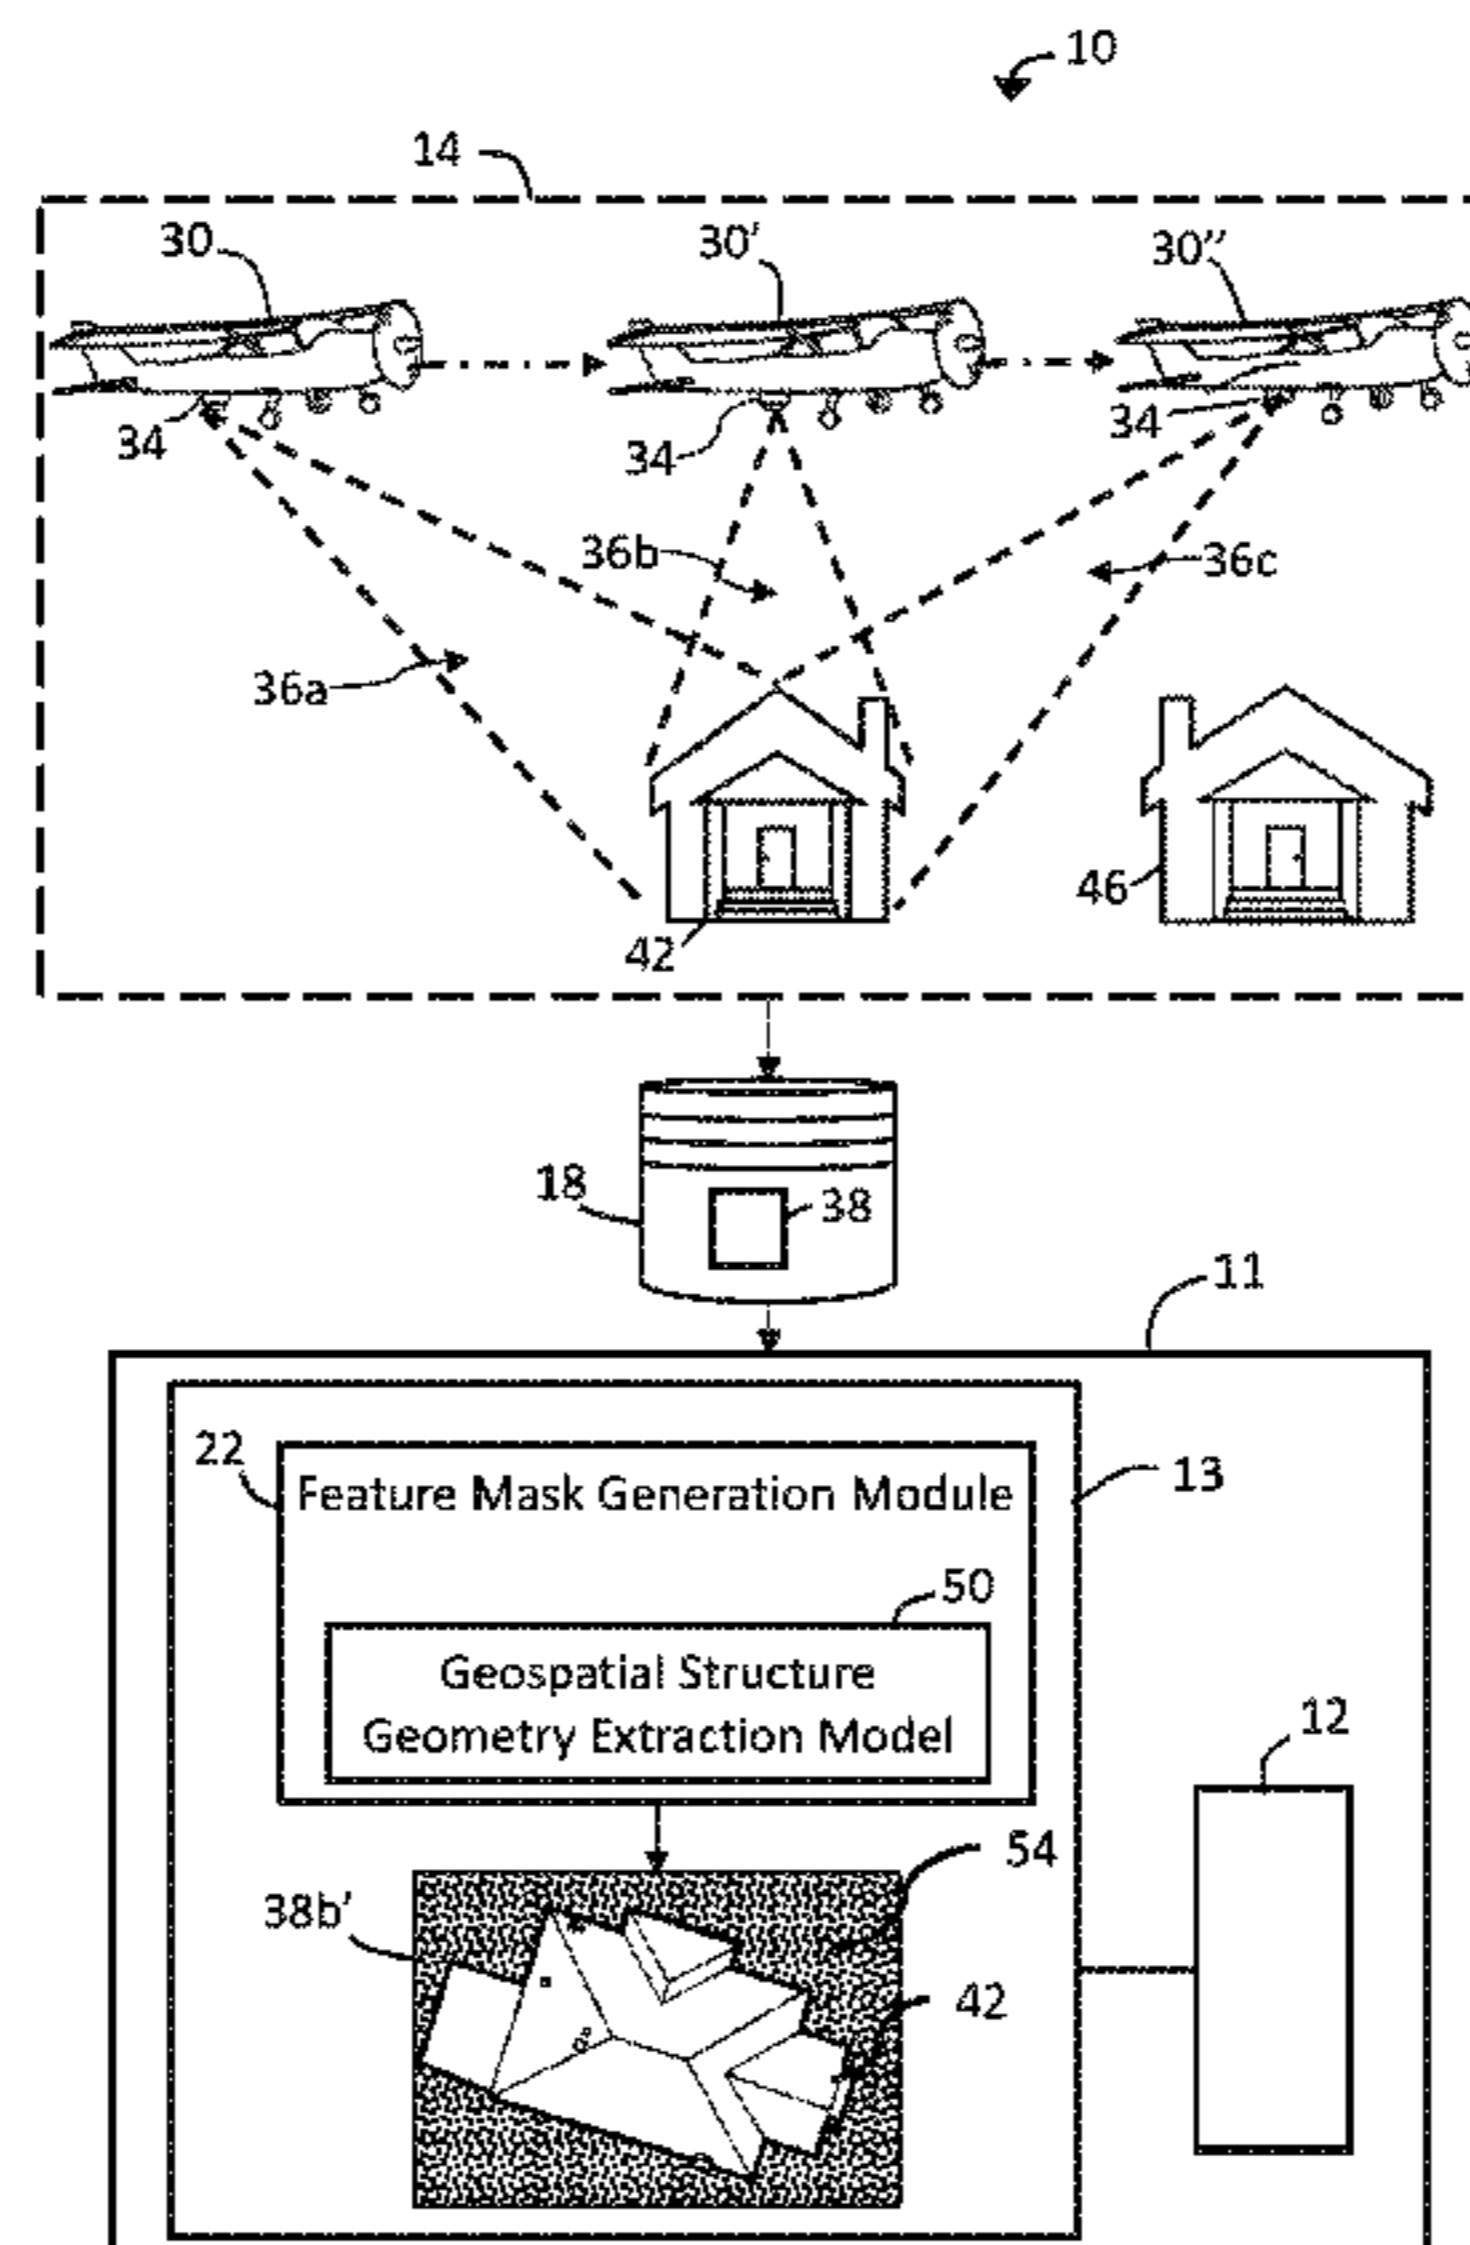 10
14
30
30'
30''
34
34
34
36b
36c
36a
46
42
18
38
11
22
Feature Mask Generation Module
13
50
Geospatial Structure
Geometry Extraction Model
12
54
38b'
42